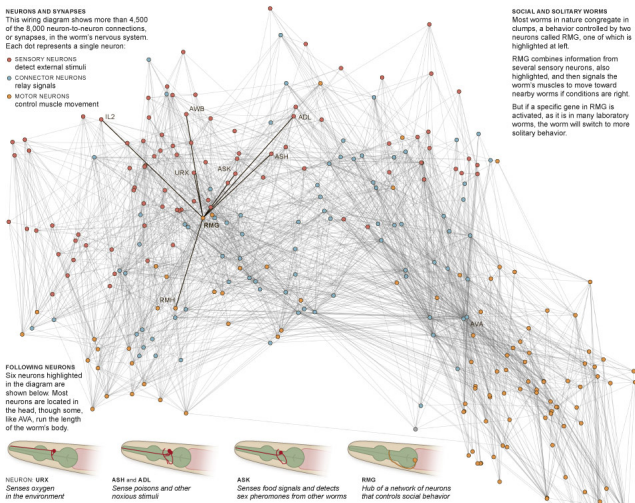 NEURONS AND SYNAPSES
This wiring diagram shows more than 4,500
of the 8,000 neuron-to-neuron connections,
or synapses, in the worm's nervous system.
Each dot represents a single neuron:
SENSORY NEURONS
detect external stimuli
CONNECTOR NEURONS
relay signals
MOTOR NEURONS
control muscle movement
SOCIAL AND SOLITARY WORMS
Most worms in nature congregate in
clumps, a behavior controlled by two
neurons called RMG, one of which is
highlighted at left.
RMG combines information from
several sensory neurons, also
highlighted, and then signals the
worm's muscles to move toward
nearby worms if conditions are right.
But if a specific gene in RMG is
activated, as it is in many laboratory
worms, the worm will switch to more
solitary behavior.
IL2
AWB
ADL
ASH
URX
ASK
RMG
RMH
AVA
FOLLOWING NEURONS
Six neurons highlighted
in the diagram are
shown below. Most
neurons are located in
the head, though some,
like AVA, run the length
of the worm's body.
NEURON: URX
Senses oxygen
in the environment
ASH and ADL
Sense poisons and other
noxious stimuli
ASK
Senses food signals and detects
sex pheromones from other worms
RMG
Hub of a network of neurons
that controls social behavior